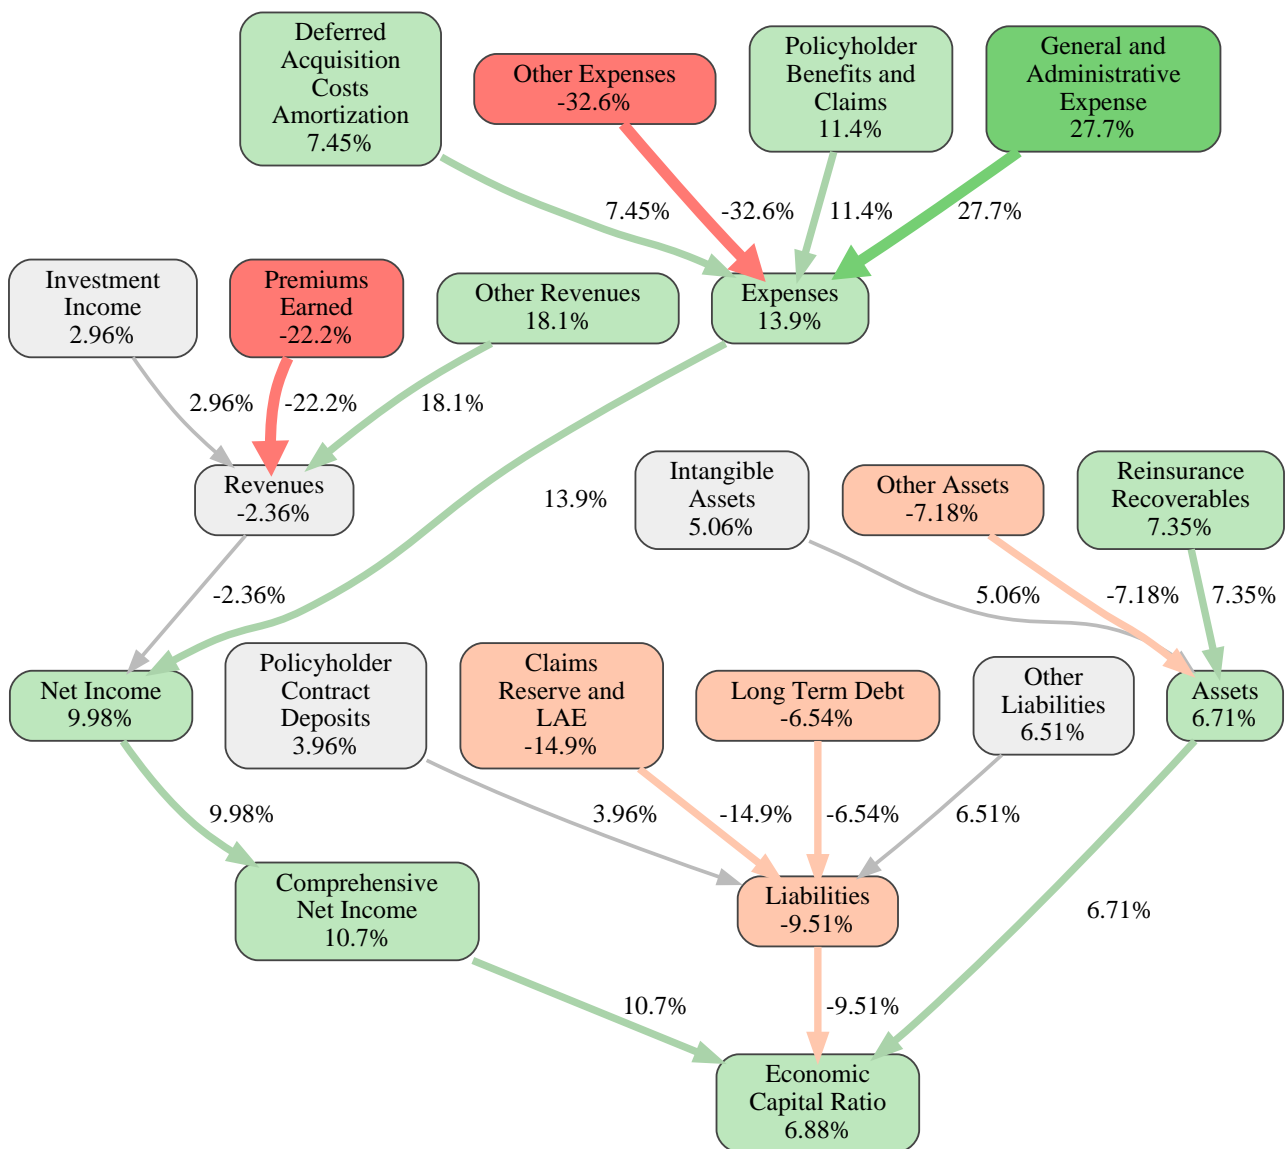 Deferred
Acquisition
Costs
Amortization
7.45%
Other Expenses
-32.6%
Policyholder
Benefits and
Claims
11.4%
General and
Administrative
Expense
27.7%
7.45%
-32.6%
11.4%
27.7%
Investment
Income
2.96%
Premiums
Earned
-22.2%
Other Revenues
18.1%
Expenses
13.9%
2.96%
-22.2%
18.1%
13.9%
Revenues
-2.36%
Intangible
Assets
5.06%
Other Assets
-7.18%
Reinsurance
Recoverables
7.35%
-2.36%
5.06%
-7.18%
7.35%
Net Income
9.98%
Policyholder
Contract
Deposits
3.96%
Claims
Reserve and
LAE
-14.9%
Long Term Debt
-6.54%
Other
Liabilities
6.51%
Assets
6.71%
9.98%
3.96%
-14.9%
-6.54%
6.51%
6.71%
Comprehensive
Net Income
10.7%
Liabilities
-9.51%
10.7%
-9.51%
Economic
Capital Ratio
6.88%